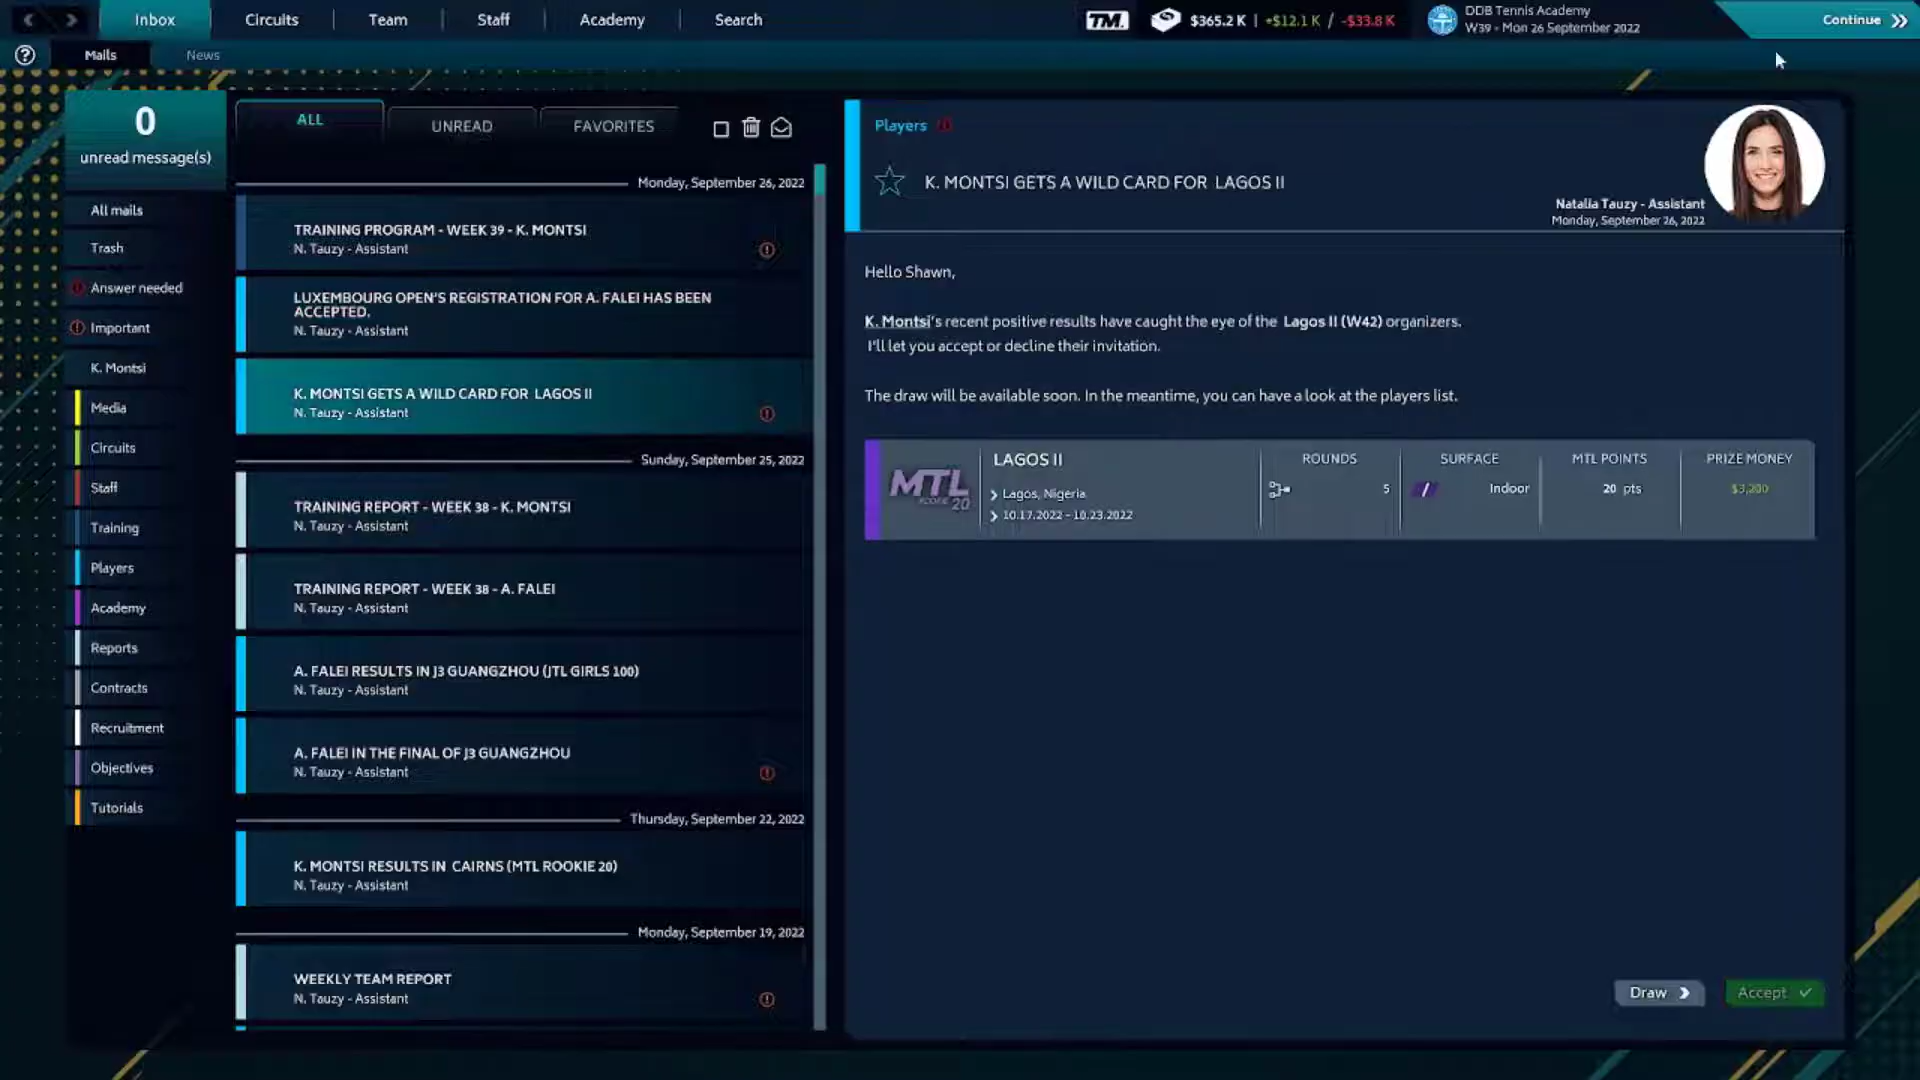 Inbox
Circuits
Team
Staff
Academy
Search
TM.
$365.2 K | +$12.1 K / -$33.8 K
DDB Tennis Academy
W39 - Mon 26 September 2022
Continue
Mails
News
0
unread message(s)
All mails
Trash
Answer needed
Important
K. Montsi
Media
Circuits
Staff
Training
Players
Academy
Reports
Contracts
Recruitment
Objectives
Tutorials
ALL
UNREAD
FAVORITES
Monday, September 26, 2022
TRAINING PROGRAM - WEEK 39 - K. MONTSI
N. Tauzy - Assistant
LUXEMBOURG OPEN'S REGISTRATION FOR A. FALEI HAS BEEN
ACCEPTED.
N. Tauzy - Assistant
K. MONTSI GETS A WILD CARD FOR LAGOS II
N. Tauzy - Assistant
Sunday, September 25, 2022
TRAINING REPORT - WEEK 38 - K. MONTSI
N. Tauzy - Assistant
TRAINING REPORT - WEEK 38 - A. FALEI
N. Tauzy - Assistant
A. FALEI RESULTS IN J3 GUANGZHOU (JTL GIRLS 100)
N. Tauzy - Assistant
A. FALEI IN THE FINAL OF J3 GUANGZHOU
N. Tauzy - Assistant
Thursday, September 22, 2022
K. MONTSI RESULTS IN CAIRNS (MTL ROOKIE 20)
N. Tauzy - Assistant
Monday, September 19, 2022
WEEKLY TEAM REPORT
N. Tauzy - Assistant
Players
K. MONTSI GETS A WILD CARD FOR LAGOS II
Natalia Tauzy - Assistant
Monday, September 26, 2022
Hello Shawn,
K. Montsi's recent positive results have caught the eye of the Lagos II (W42) organizers.
I'll let you accept or decline their invitation.
The draw will be available soon. In the meantime, you can have a look at the players list.
MTL
ROOKIE 20
LAGOS II
Lagos, Nigeria
10.17.2022 - 10.23.2022
ROUNDS
5
SURFACE
Indoor
MTL POINTS
20 pts
PRIZE MONEY
$3,200
Draw
Accept